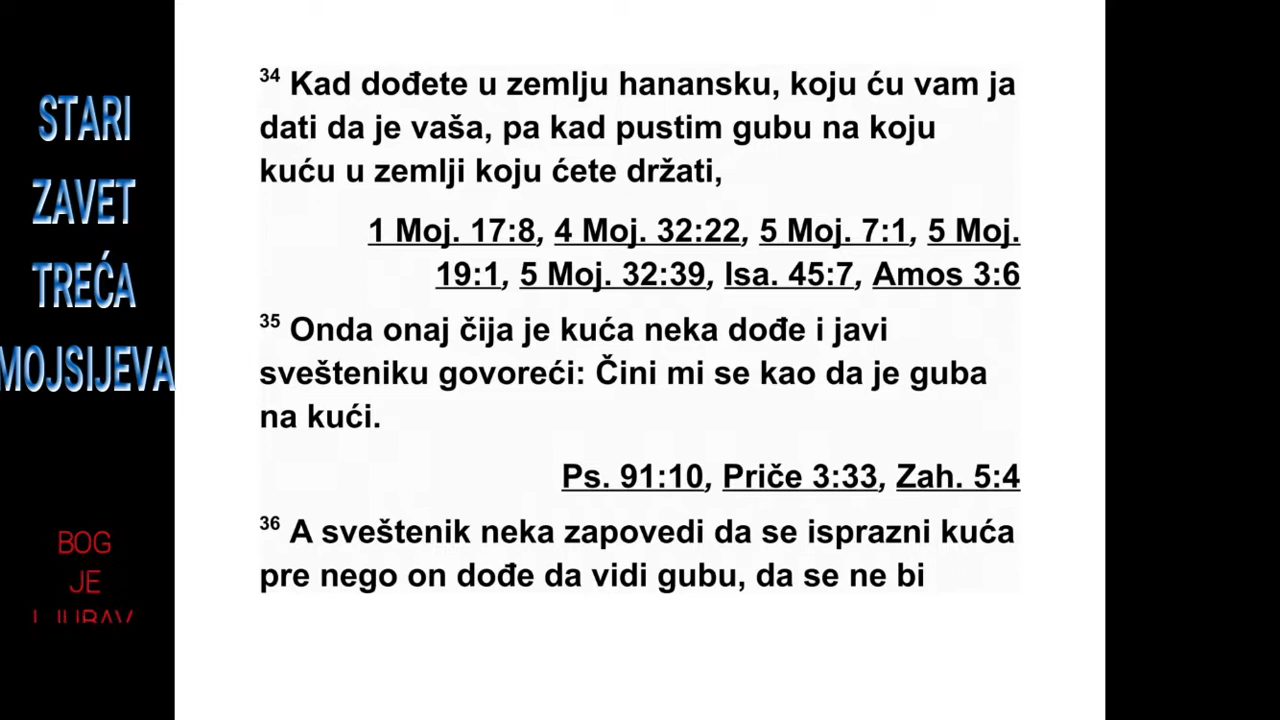 STARI
ZAVET
TREĆA
MOJSIJEVA
BOG
JE
LJUBAV
34 Kad dođete u zemlju hanansku, koju ću vam ja
dati da je vaša, pa kad pustim gubu na koju
kuću u zemlji koju ćete držati,
1 Moj. 17:8, 4 Moj. 32:22, 5 Moj. 7:1, 5 Moj.
19:1, 5 Moj. 32:39, Isa. 45:7, Amos 3:6
35 Onda onaj čija je kuća neka dođe i javi
svešteniku govoreći: Čini mi se kao da je guba
na kući.
Ps. 91:10, Priče 3:33, Zah. 5:4
36 A sveštenik neka zapovedi da se isprazni kuća
pre nego on dođe da vidi gubu, da se ne bi